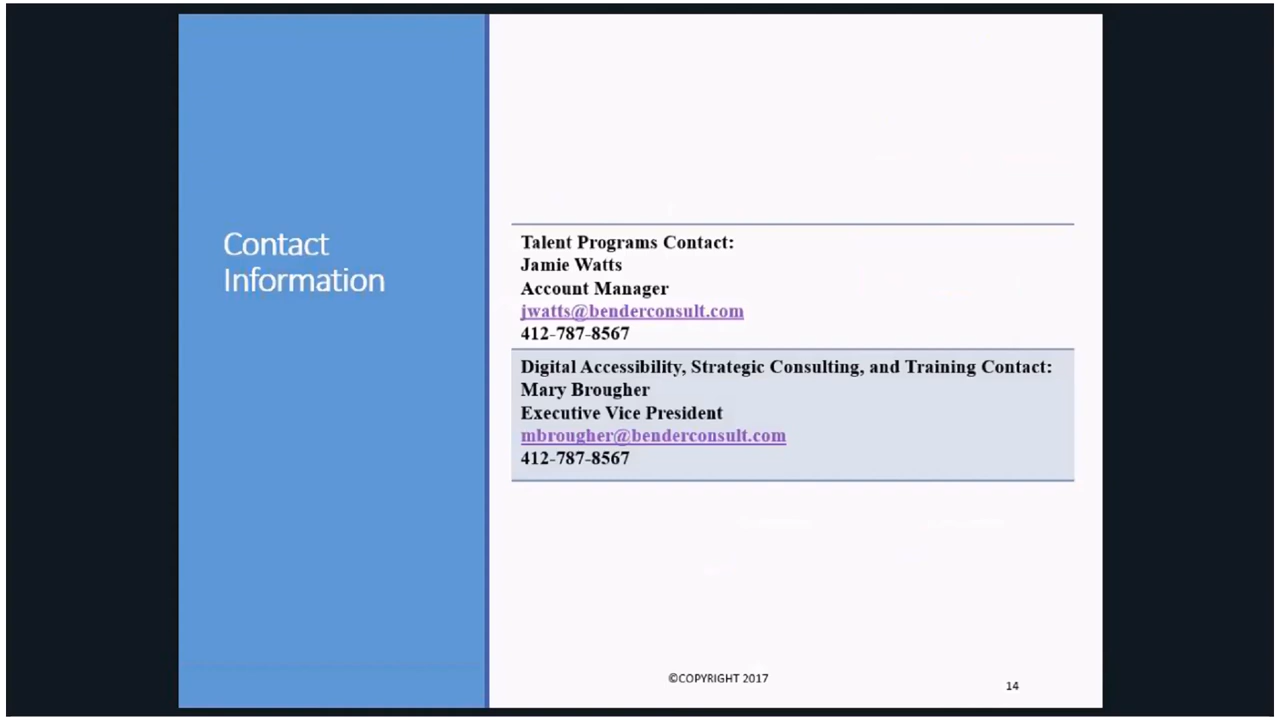 Contact
Information
Talent Programs Contact:
Jamie Watts
Account Manager
jwatts@benderconsult.com
412-787-8567
Digital Accessibility, Strategic Consulting, and Training Contact:
Mary Brougher
Executive Vice President
mbrougher@benderconsult.com
412-787-8567
©COPYRIGHT 2017
14